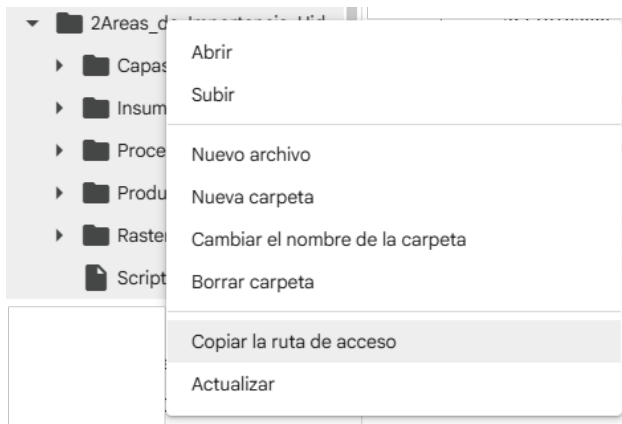 2Areas_de_Importancia_Hid
Abrir
Capas
Subir
Insum
Proce
Nuevo archivo
Produ
Nueva carpeta
Raster
Cambiar el nombre de la carpeta
Script
Borrar carpeta
Copiar la ruta de acceso
Actualizar